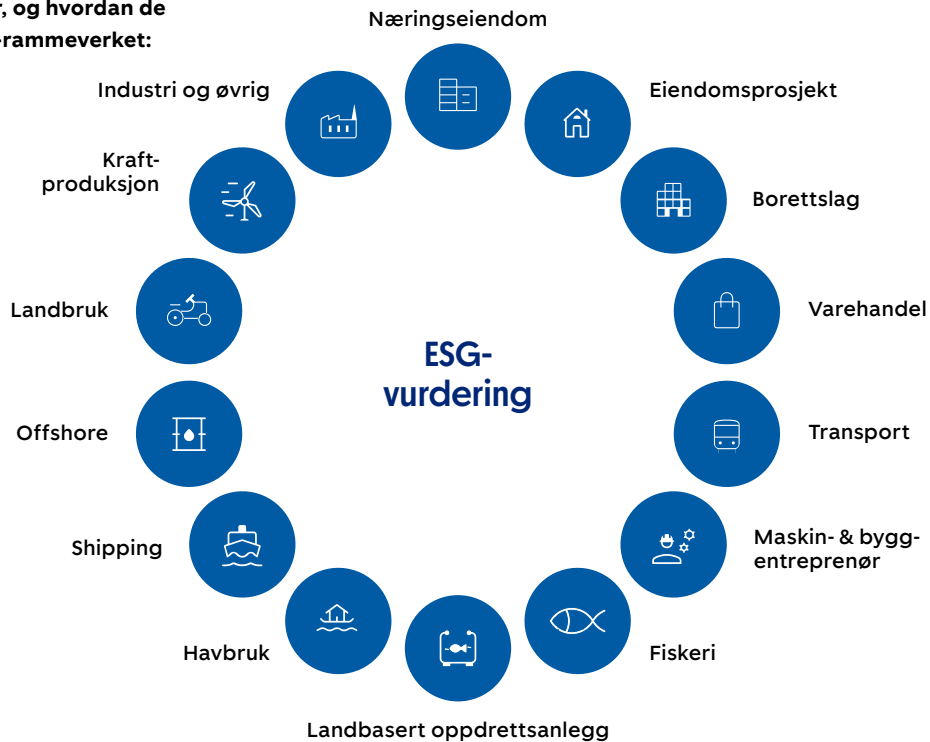 r, og hvordan de
-rammeverket:
Næringseiendom
Industri og øvrig
Eiendomsprosjekt
Kraft-
produksjon
Borettslag
Landbruk
Varehandel
ESG-
vurdering
Offshore
Transport
Shipping
Maskin- & bygg-
entreprenør
Havbruk
Fiskeri
Landbasert oppdrettsanlegg